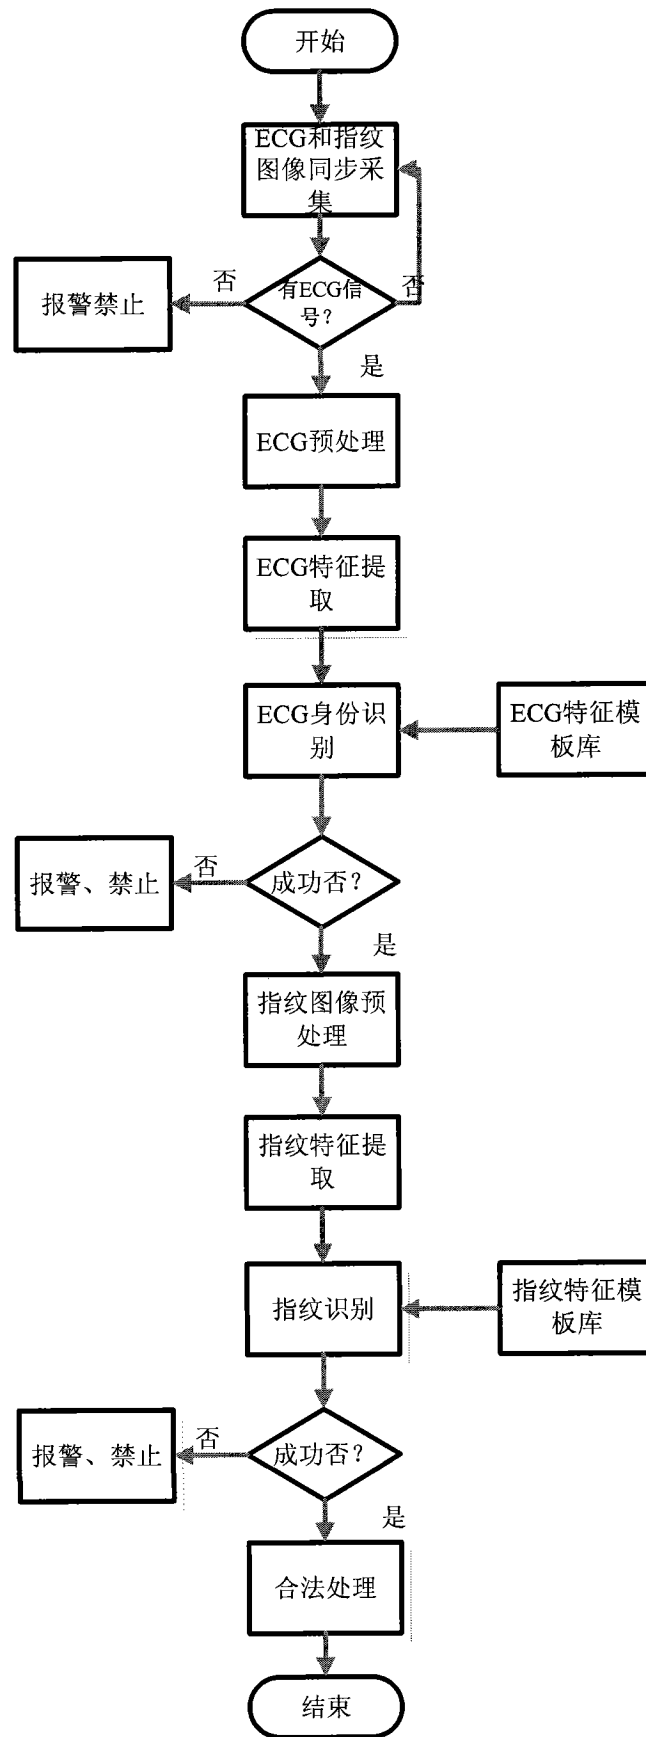 开始
ECG和指纹
图像同步采
集
否
有ECG信
号?
否
报警禁止
是
ECG预处理
ECG特征提
取
ECG身份识
别
ECG特征模
板库
报警、禁止
否
成功否?
是
指纹图像预
处理
指纹特征提
取
指纹识别
指纹特征模
板库
报警、禁止
否
成功否?
是
合法处理
结束